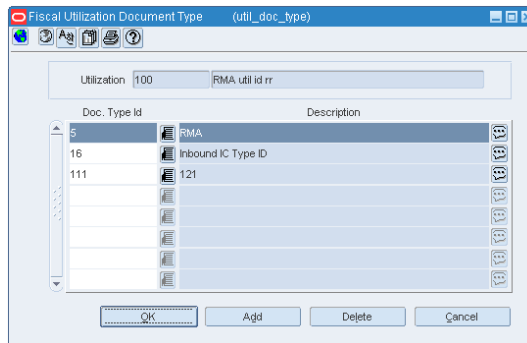 Fiscal Utilization Document Type (util_doc_type)
Utilization 100 RMA util id rr
Doc. Type Id Description
5 RMA
16 Inbound IC Type ID
111 121
OK Add Delete Cancel